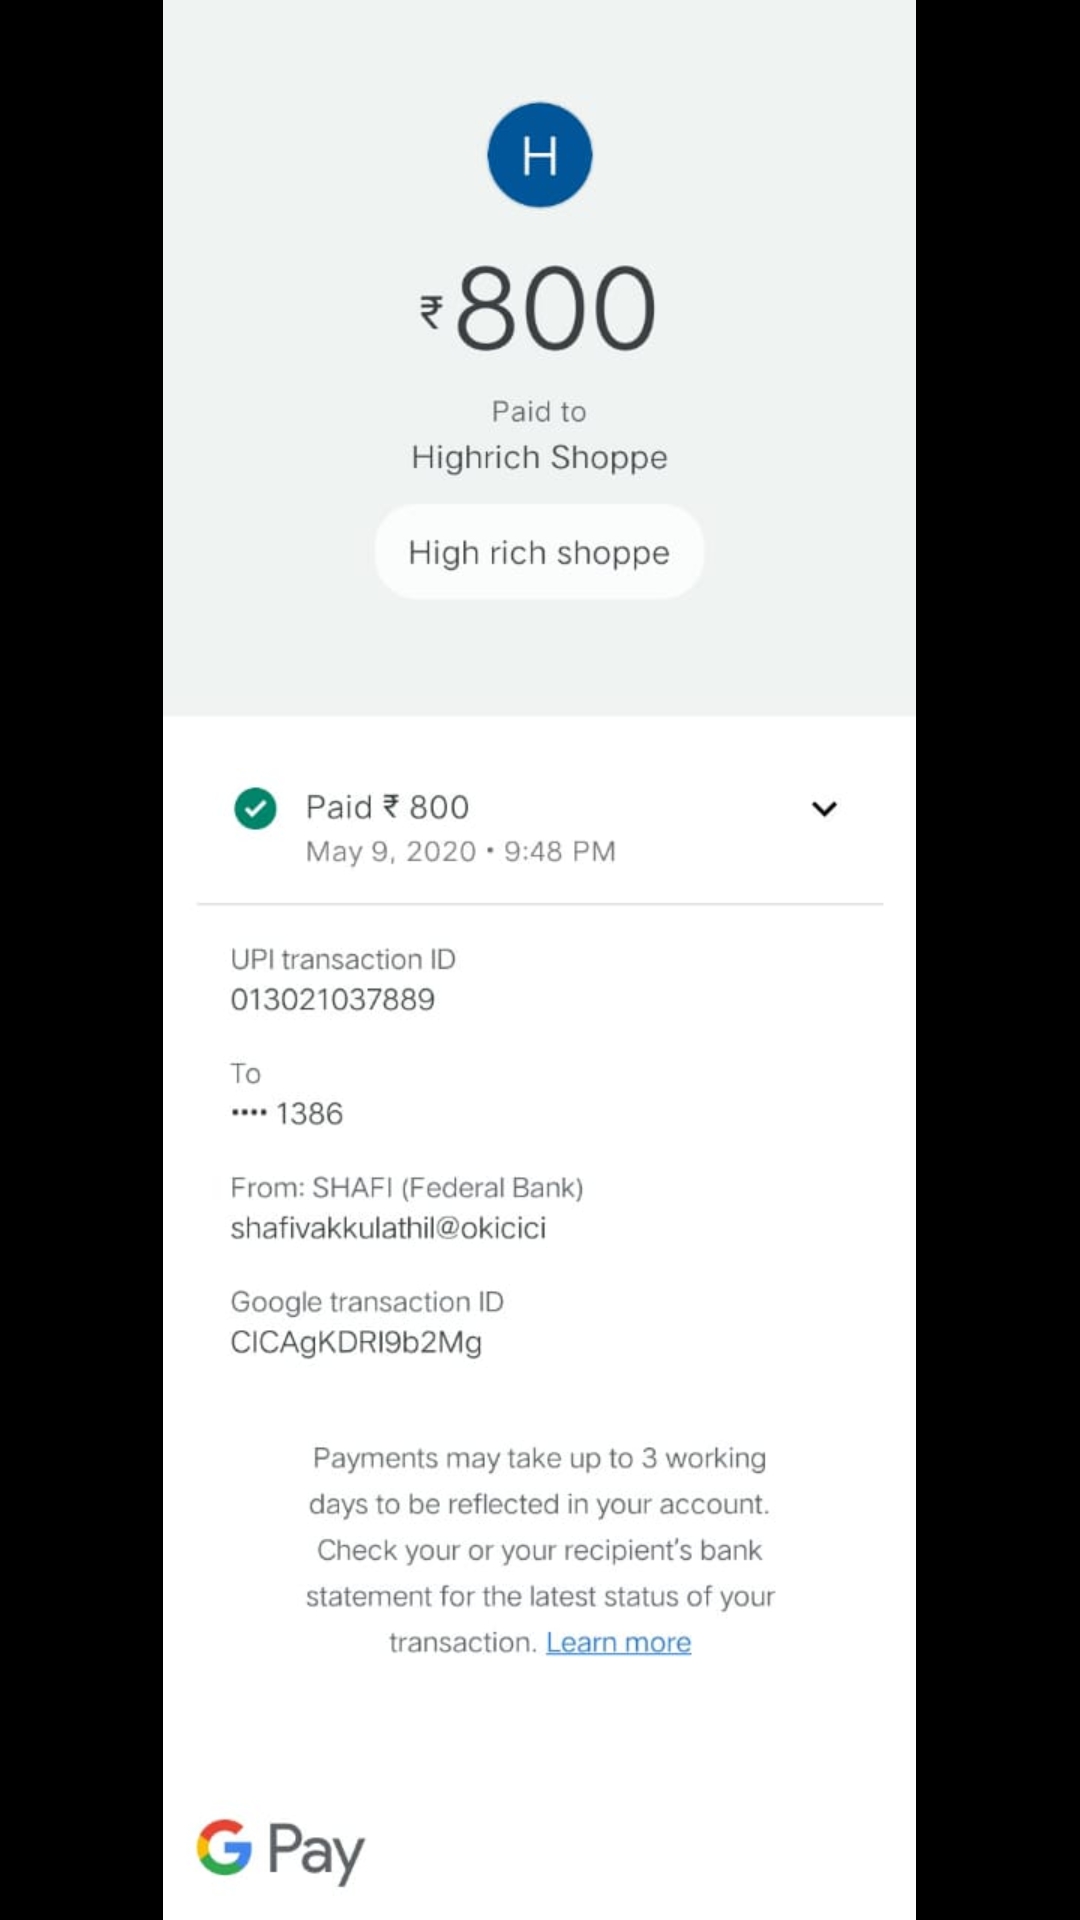 H
₹800
Paid to
Highrich Shoppe
High rich shoppe
Paid ₹ 800
May 9, 2020 • 9:48 PM
UPI transaction ID
013021037889
To
•••• 1386
From: SHAFI (Federal Bank)
shafivakkulathil@okicici
Google transaction ID
CICAgKDRI9b2Mg
Payments may take up to 3 working
days to be reflected in your account.
Check your or your recipient's bank
statement for the latest status of your
transaction. Learn more
G Pay